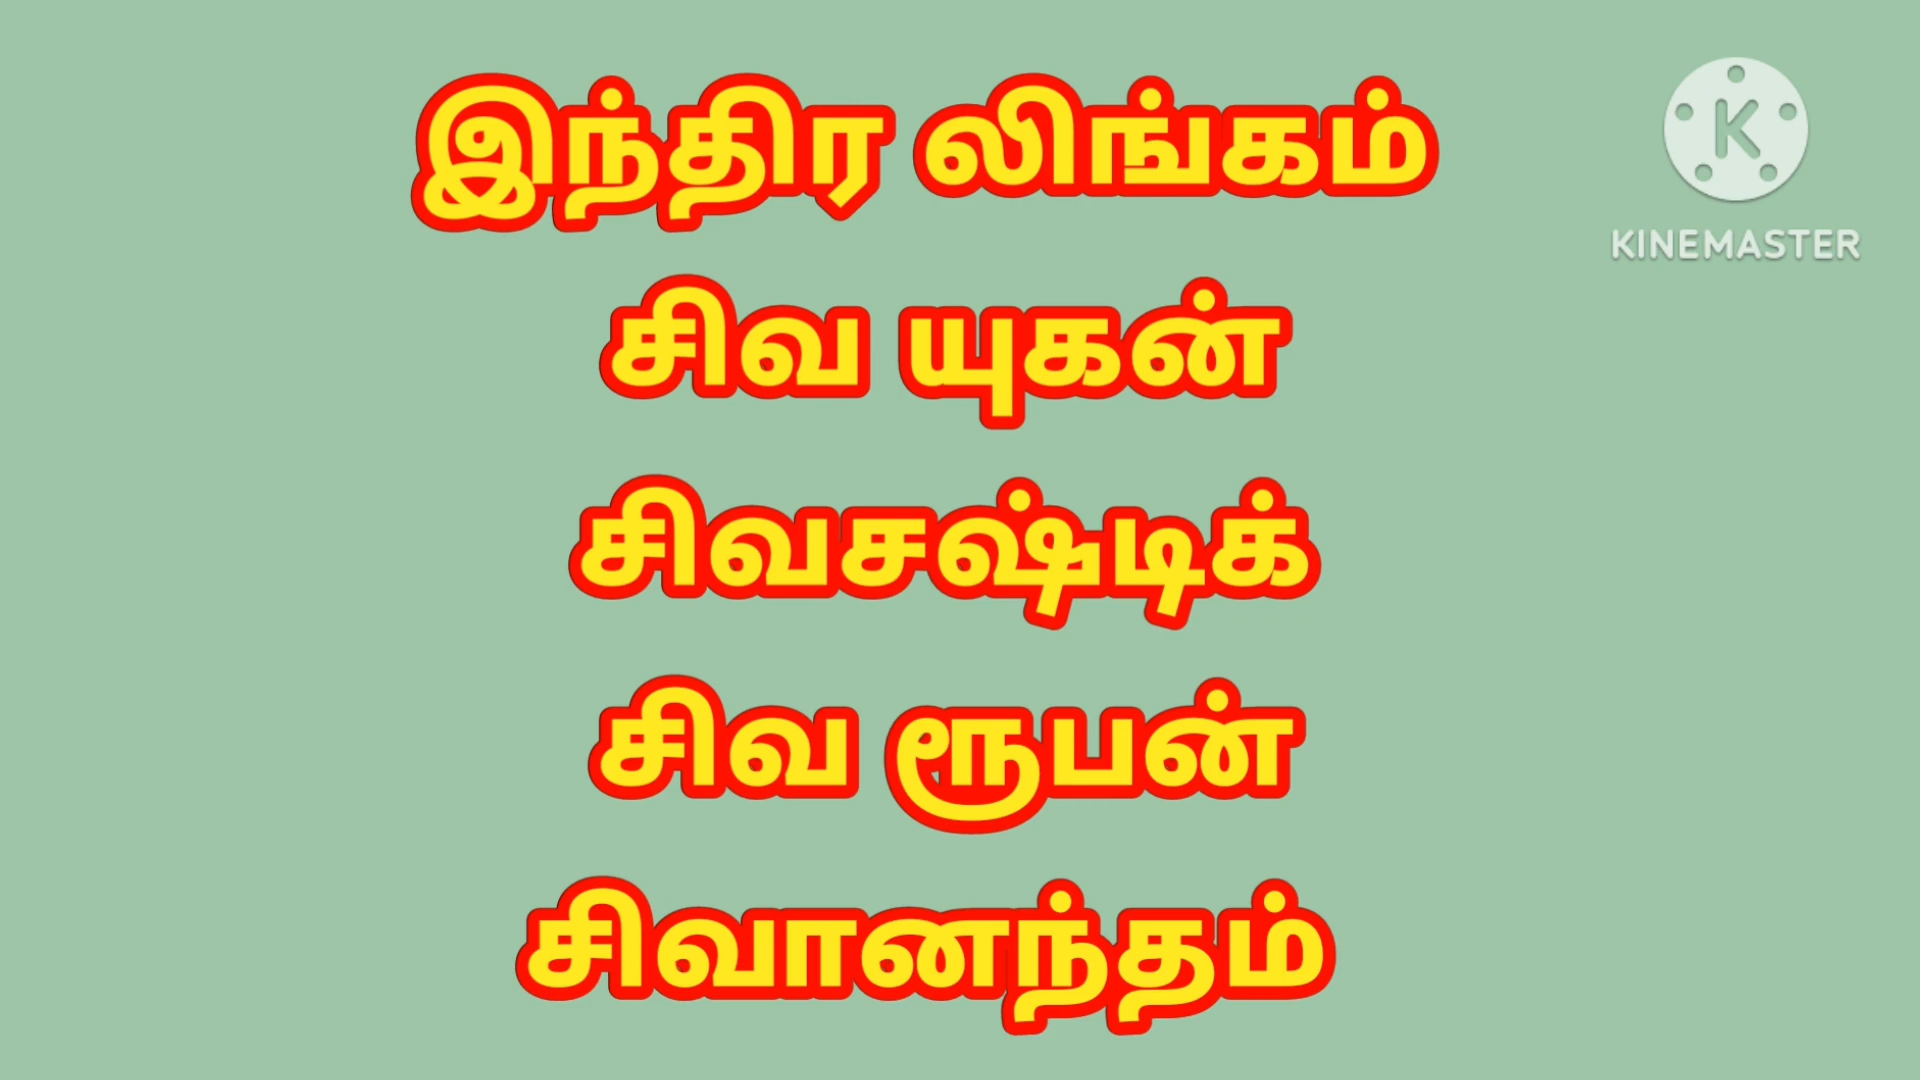 இந்திர லிங்கம்
சிவ யுகன்
சிவசஷ்டிக்
சிவ ரூபன்
சிவானந்தம்
K
KINEMASTER